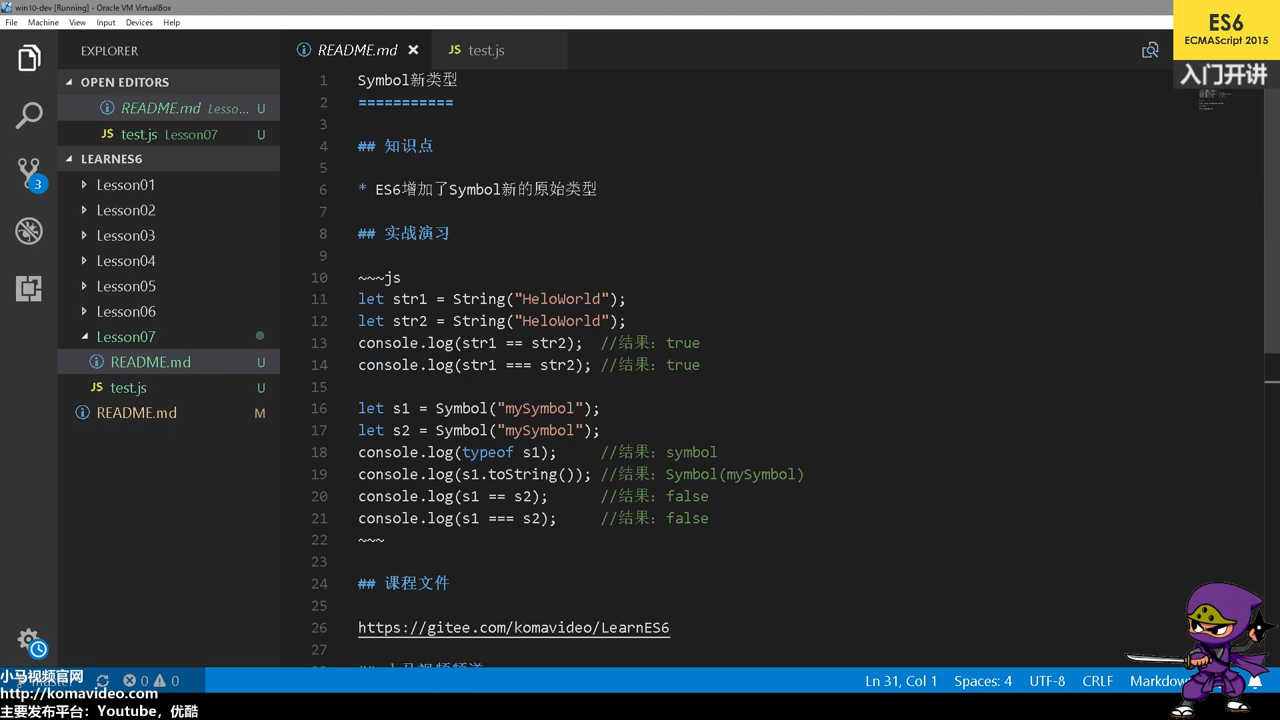 win10-dev [Running] - Oracle VM VirtualBox
File Machine View Input Devices Help
ES6
ECMAScript 2015
入门开讲
EXPLORER
README.md
JS test.js
OPEN EDITORS
README.md Lesso... U
JS test.js Lesson07 U
LEARNES6
Lesson01
Lesson02
Lesson03
Lesson04
Lesson05
Lesson06
Lesson07
README.md U
JS test.js U
README.md M
3
1 Symbol新类型
2 ===========
3
4 ## 知识点
5
6 * ES6增加了Symbol新的原始类型
7
8 ## 实战演习
9
10 ~~~js
11 let str1 = String("HeloWorld");
12 let str2 = String("HeloWorld");
13 console.log(str1 == str2); //结果：true
14 console.log(str1 === str2); //结果：true
15
16 let s1 = Symbol("mySymbol");
17 let s2 = Symbol("mySymbol");
18 console.log(typeof s1); //结果：symbol
19 console.log(s1.toString()); //结果：Symbol(mySymbol)
20 console.log(s1 == s2); //结果：false
21 console.log(s1 === s2); //结果：false
22 ~~~
23
24 ## 课程文件
25
26 https://gitee.com/komavideo/LearnES6
27
小马视频官网
http://komavideo.com
主要发布平台：Youtube，优酷
0 0
Ln 31, Col 1 Spaces: 4 UTF-8 CRLF